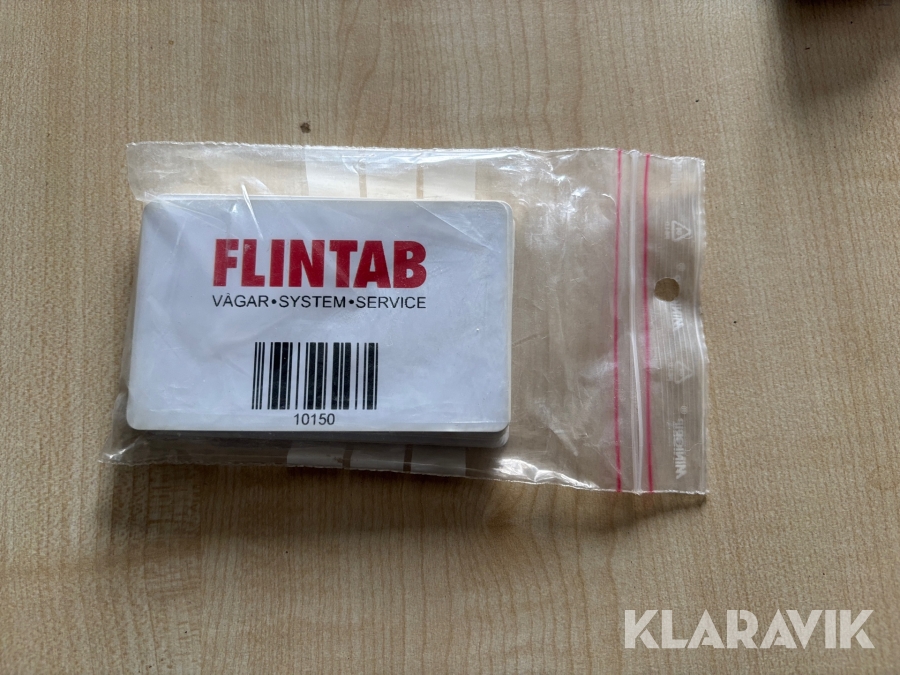 FLINTAB
VÅGAR•SYSTEM•SERVICE
10150
KLARAVIK